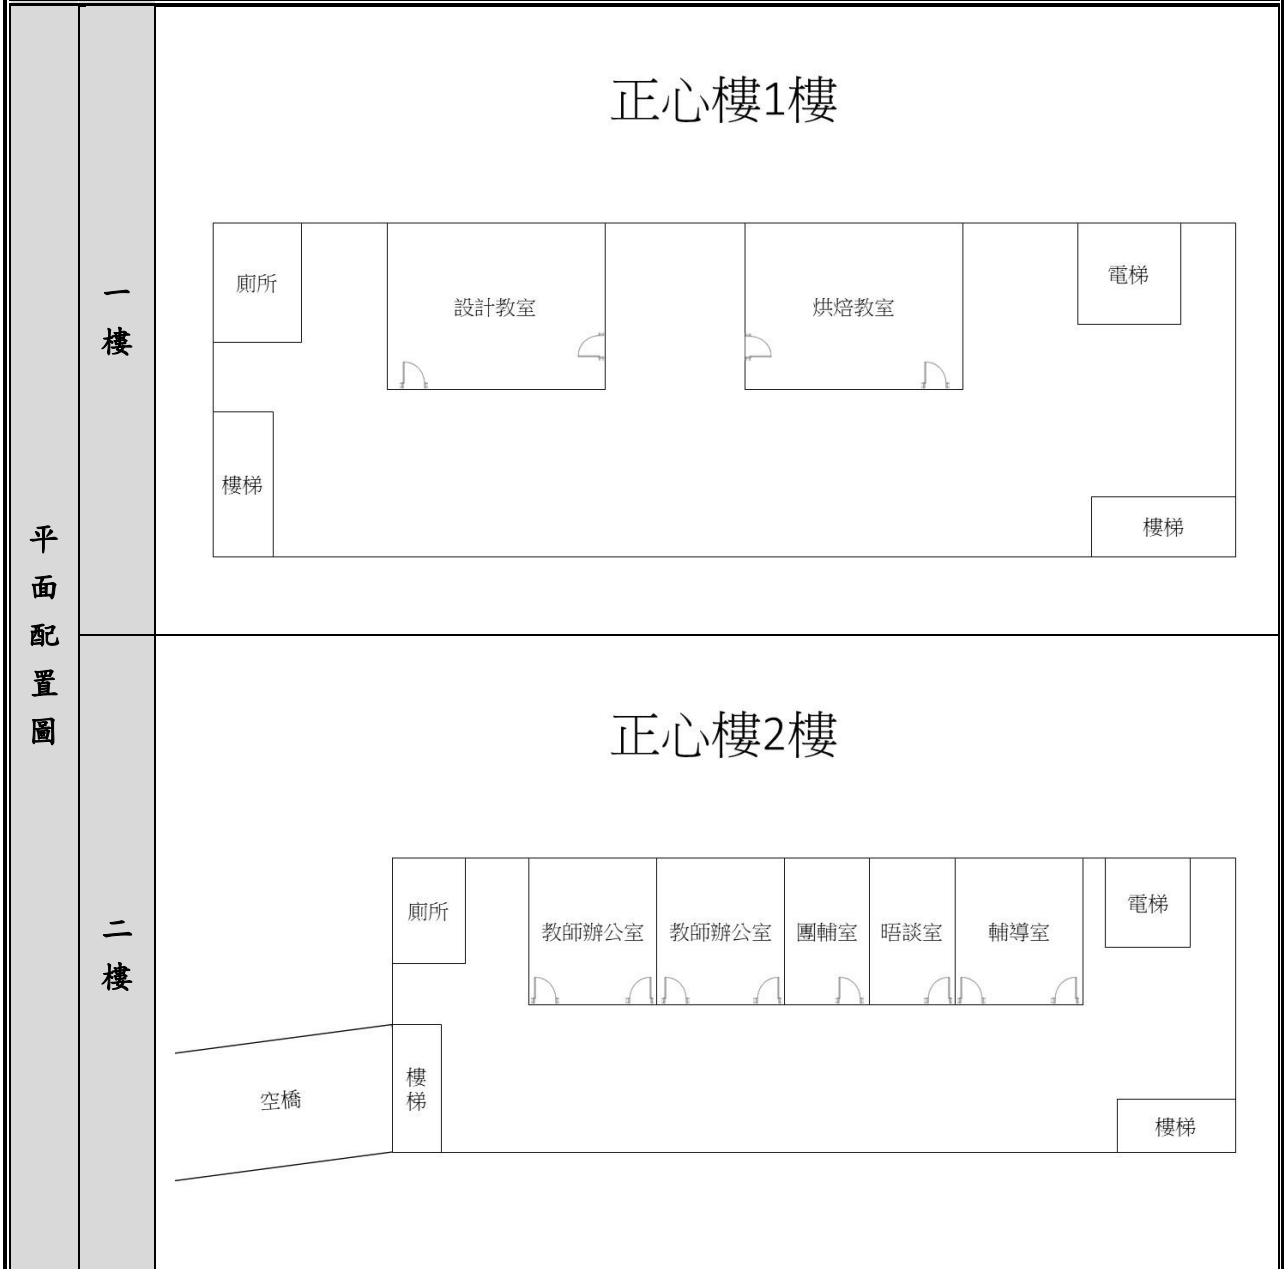 平面配置圖
一樓
正心樓1樓
廁所
設計教室
烘焙教室
電梯
樓梯
樓梯
二樓
正心樓2樓
廁所
教師辦公室
教師辦公室
團輔室
晤談室
輔導室
電梯
樓梯
空橋
樓梯